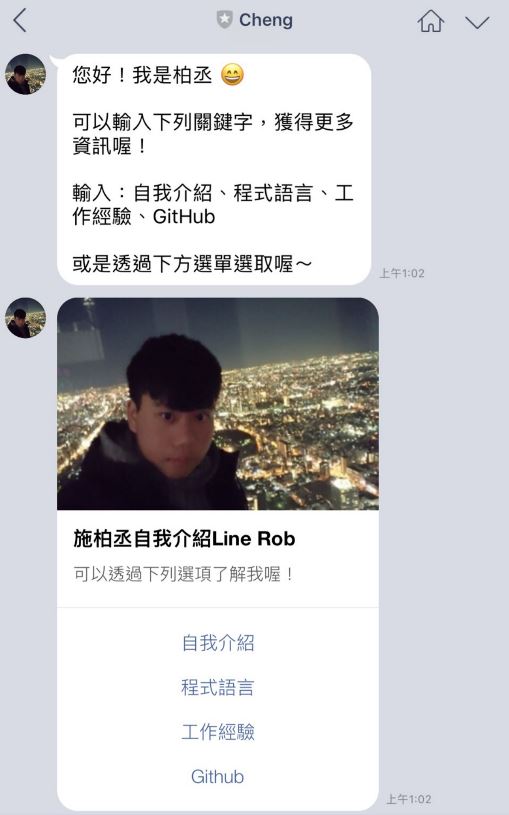 Cheng
您好！我是柏丞 😄
可以輸入下列關鍵字，獲得更多
資訊喔！
輸入：自我介紹、程式語言、工
作經驗、GitHub
或是透過下方選單選取喔～
上午1:02
施柏丞自我介紹Line Rob
可以透過下列選項了解我喔！
自我介紹
程式語言
工作經驗
Github
上午1:02